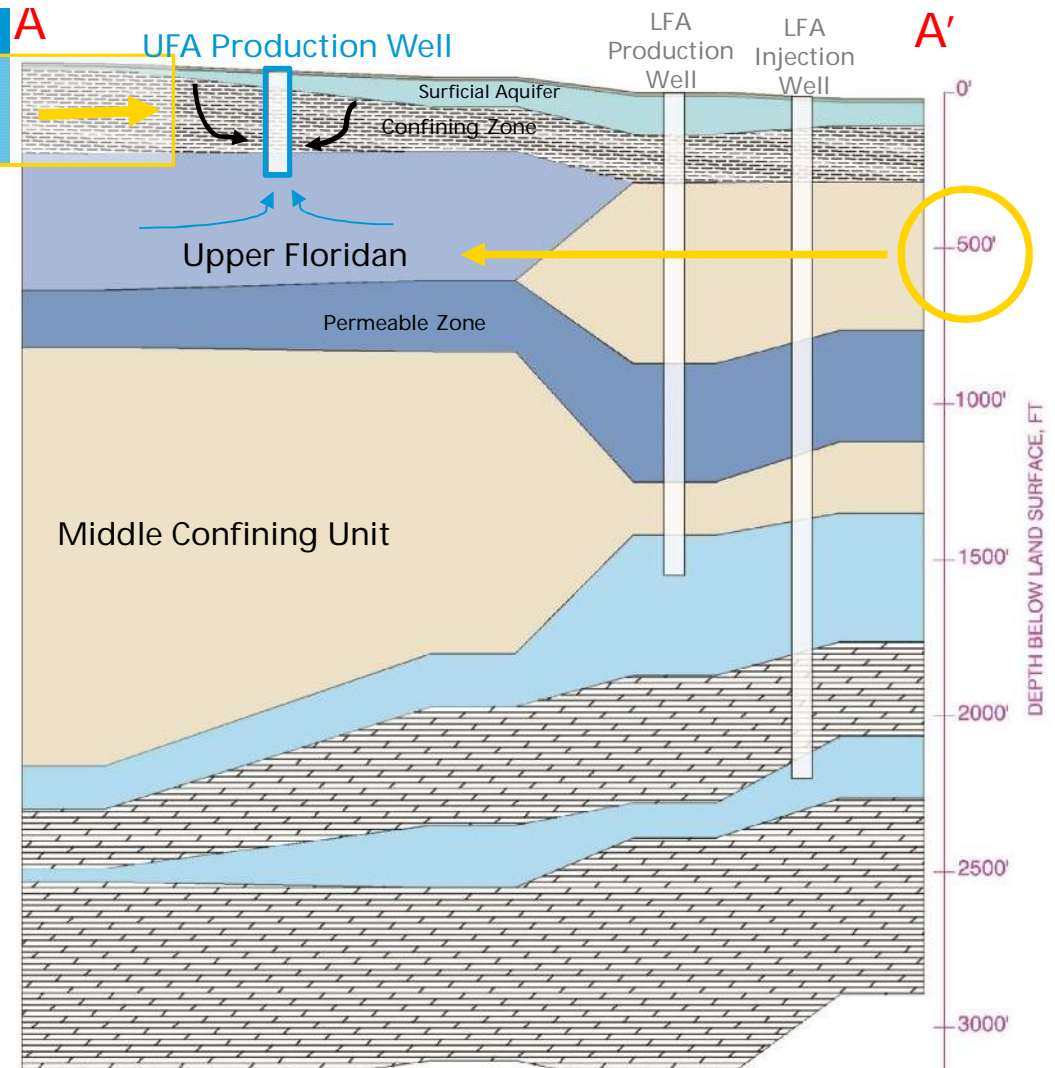 A
UFA Production Well
LFA
Production
Well
LFA
Injection
Well
A′
Surficial Aquifer
Confining Zone
Upper Floridan
Permeable Zone
Middle Confining Unit
0'
500'
1000'
1500'
2000'
2500'
3000'
DEPTH BELOW LAND SURFACE, FT